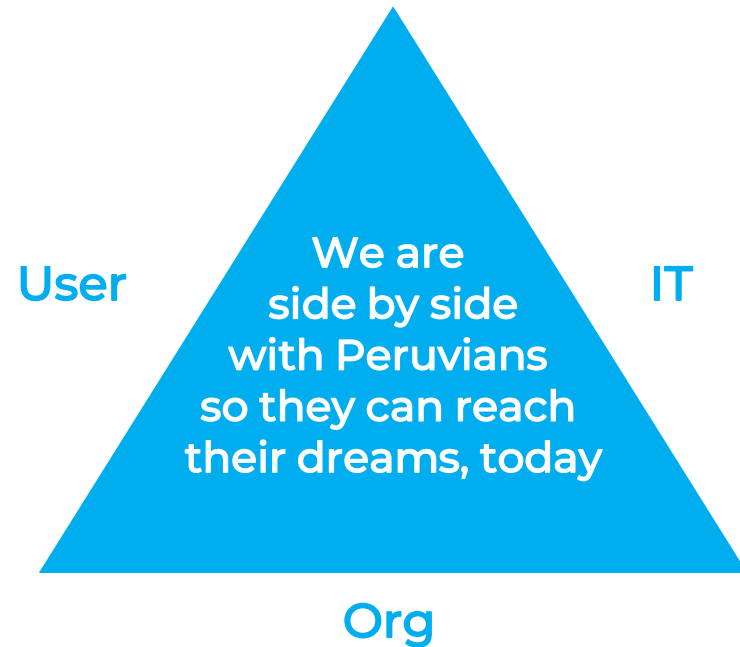 We are
side by side
User
IT
with Peruvians
so they can reach
their dreams, today
Org